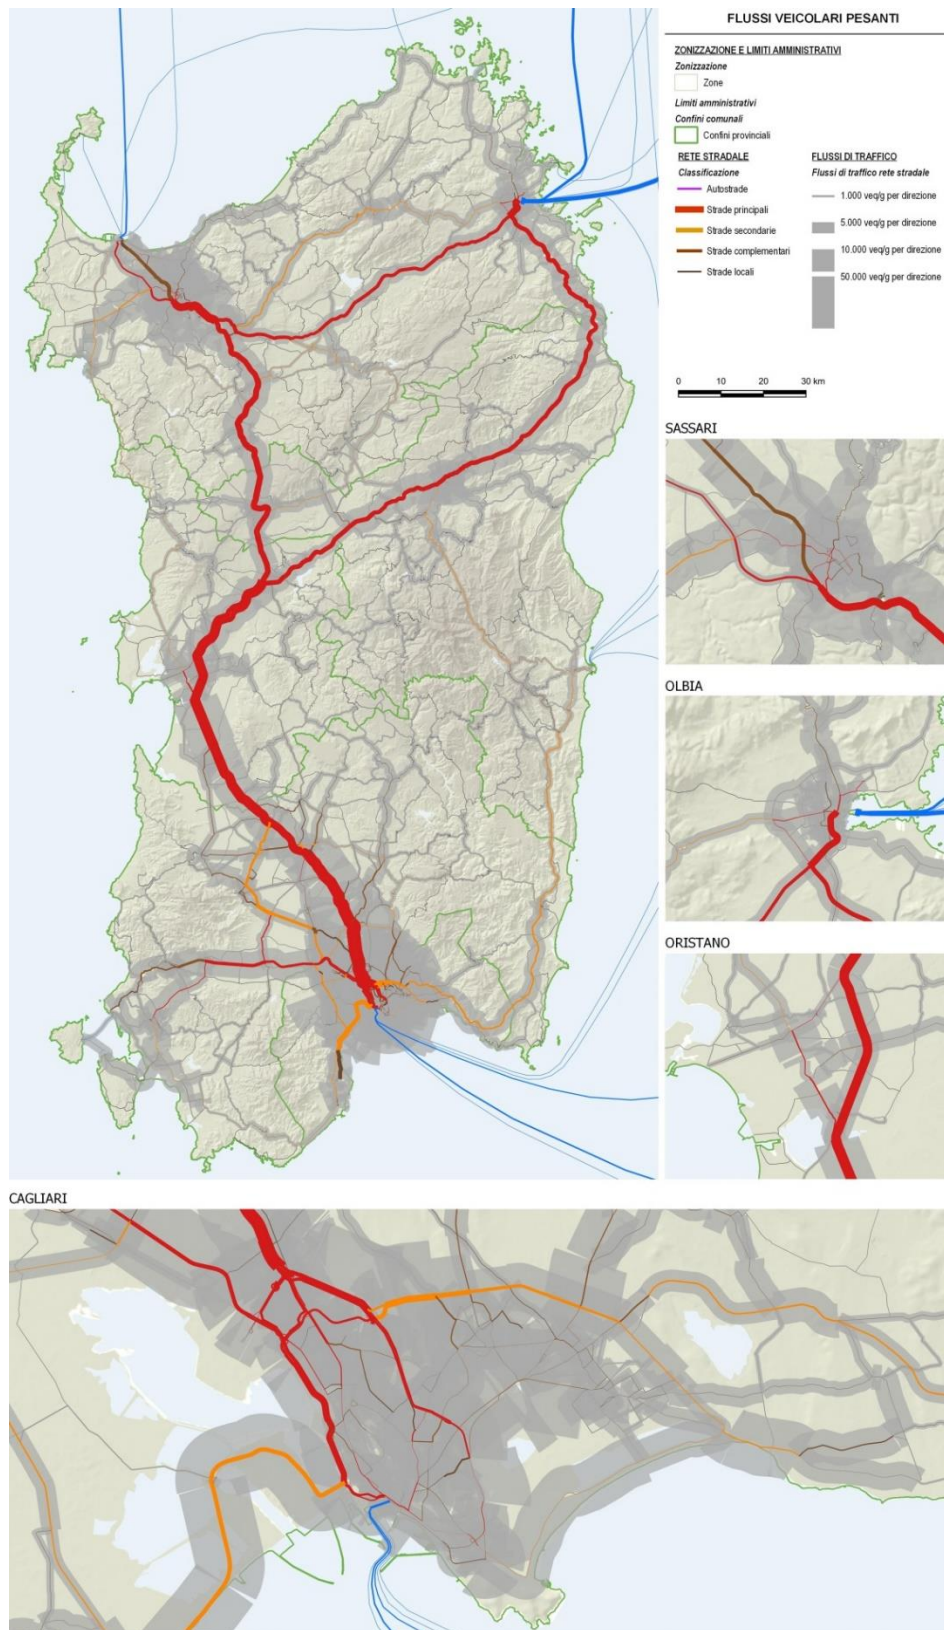 FLUSSI VEICOLARI PESANTI
ZONIZZAZIONE E LIMITI AMMINISTRATIVI
Zonizzazione
Zone
Limiti amministrativi
Confini comunali
Confini provinciali
RETE STRADALE
Classificazione
Autostrade
Strade principali
Strade secondarie
Strade complementari
Strade locali
FLUSSI DI TRAFFICO
Flussi di traffico rete stradale
1.000 veq/g per direzione
5.000 veq/g per direzione
10.000 veq/g per direzione
50.000 veq/g per direzione
0 10 20 30 km
SASSARI
OLBIA
ORISTANO
CAGLIARI